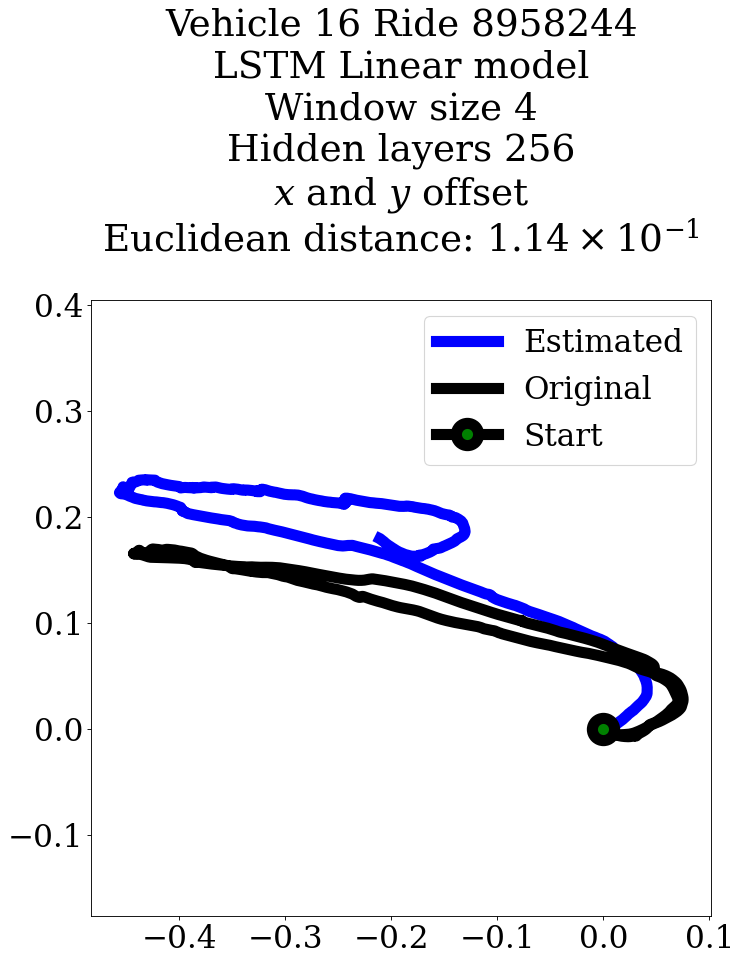 Vehicle 16 Ride 8958244
LSTM Linear model
Window size 4
Hidden layers 256
x and y offset
Euclidean distance: 1.14 × 10⁻¹
0.4
0.3
0.2
0.1
0.0
−0.1
Estimated
Original
Start
−0.4 −0.3 −0.2 −0.1 0.0 0.1